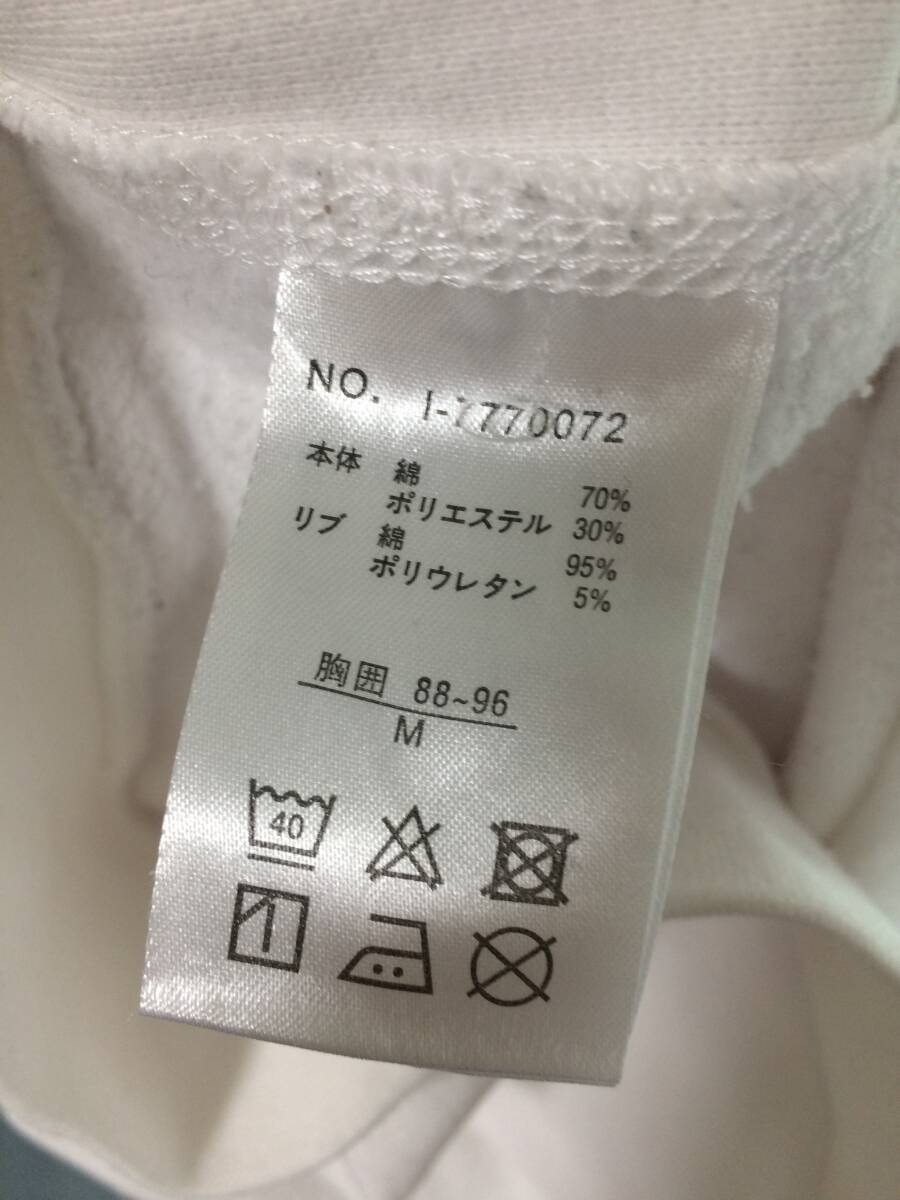 NO. I-7770072
本体 綿 70%
ポリエステル 30%
リブ 綿 95%
ポリウレタン 5%
胸囲 88~96
M
40